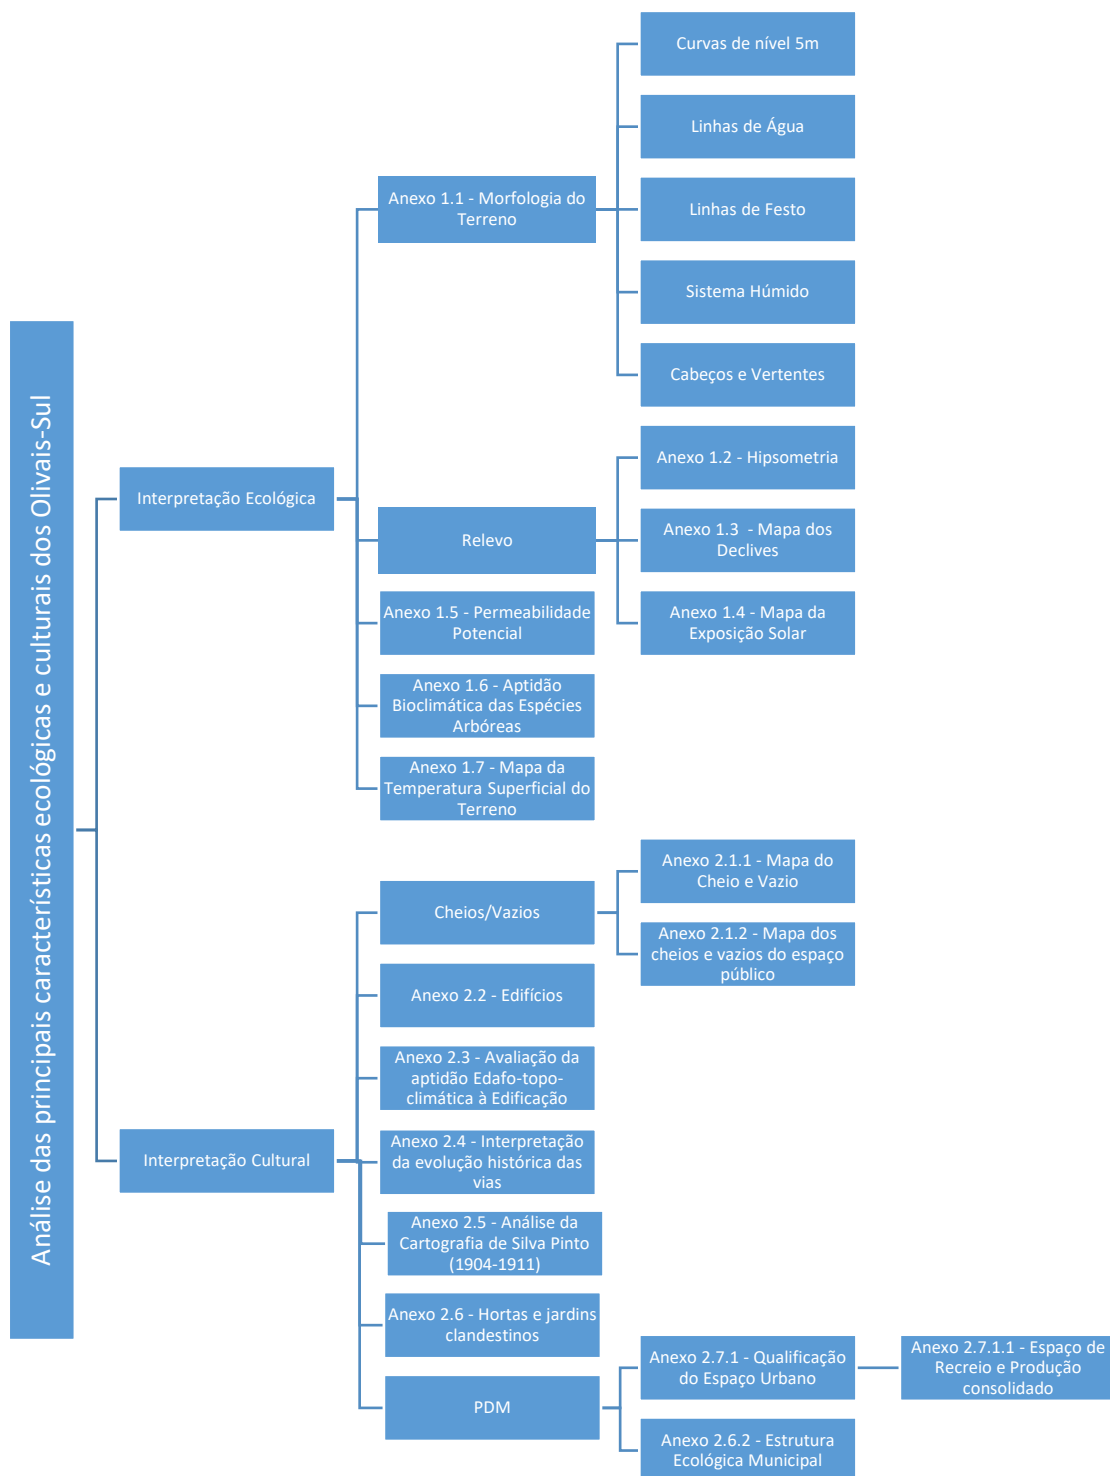 Análise das principais características ecológicas e culturais dos Olivais-Sul
Interpretação Ecológica
Anexo 1.1 - Morfologia do
Terreno
Curvas de nível 5m
Linhas de Água
Linhas de Festo
Sistema Húmido
Cabeços e Vertentes
Relevo
Anexo 1.2 - Hipsometria
Anexo 1.3 - Mapa dos
Declives
Anexo 1.4 - Mapa da
Exposição Solar
Anexo 1.5 - Permeabilidade
Potencial
Anexo 1.6 - Aptidão
Bioclimática das Espécies
Arbóreas
Anexo 1.7 - Mapa da
Temperatura Superficial do
Terreno
Interpretação Cultural
Cheios/Vazios
Anexo 2.1.1 - Mapa do
Cheio e Vazio
Anexo 2.1.2 - Mapa dos
cheios e vazios do espaço
público
Anexo 2.2 - Edifícios
Anexo 2.3 - Avaliação da
aptidão Edafo-topo-
climática à Edificação
Anexo 2.4 - Interpretação
da evolução histórica das
vias
Anexo 2.5 - Análise da
Cartografia de Silva Pinto
(1904-1911)
Anexo 2.6 - Hortas e jardins
clandestinos
PDM
Anexo 2.7.1 - Qualificação
do Espaço Urbano
Anexo 2.7.1.1 - Espaço de
Recreio e Produção
consolidado
Anexo 2.6.2 - Estrutura
Ecológica Municipal